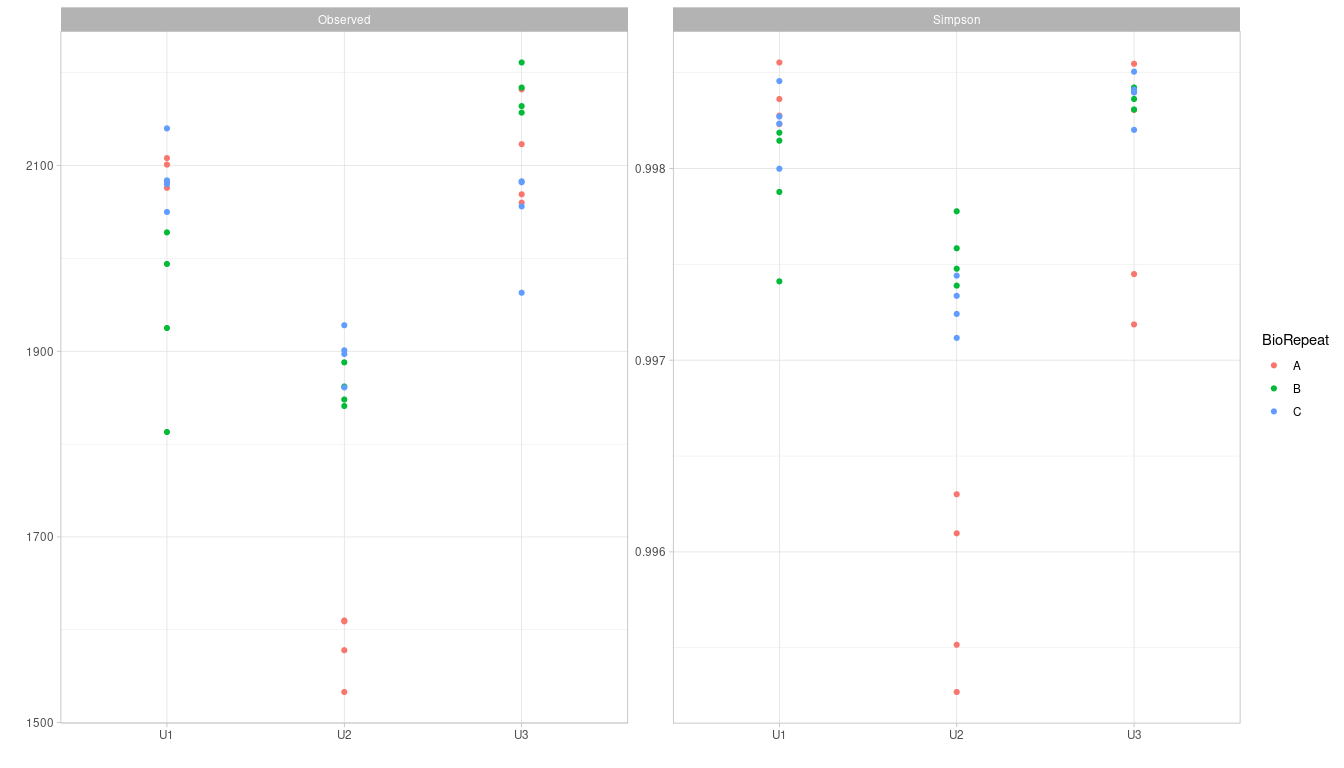 Observed
Simpson
2100
1900
1700
1500
0.998
0.997
0.996
U1
U2
U3
U1
U2
U3
BioRepeat
A
B
C